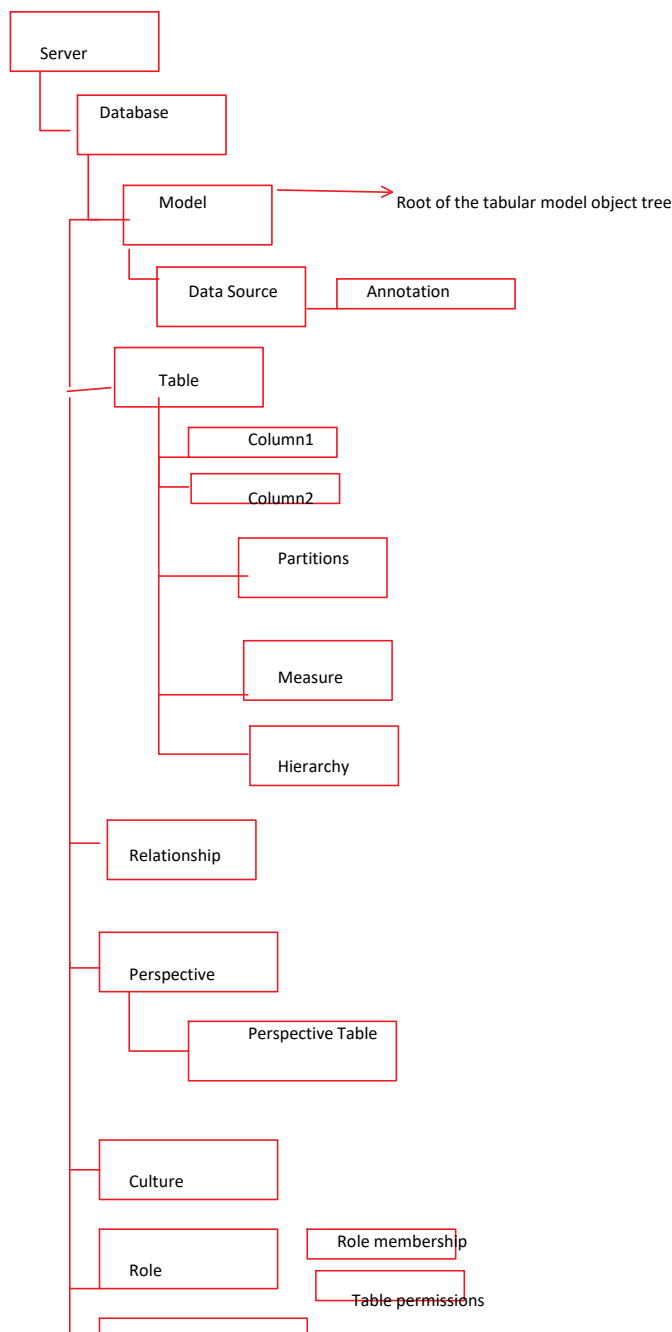 Server
Database
Model
Root of the tabular model object tree
Data Source
Annotation
Table
Column1
Column2
Partitions
Measure
Hierarchy
Relationship
Perspective
Perspective Table
Culture
Role membership
Role
Table permissions